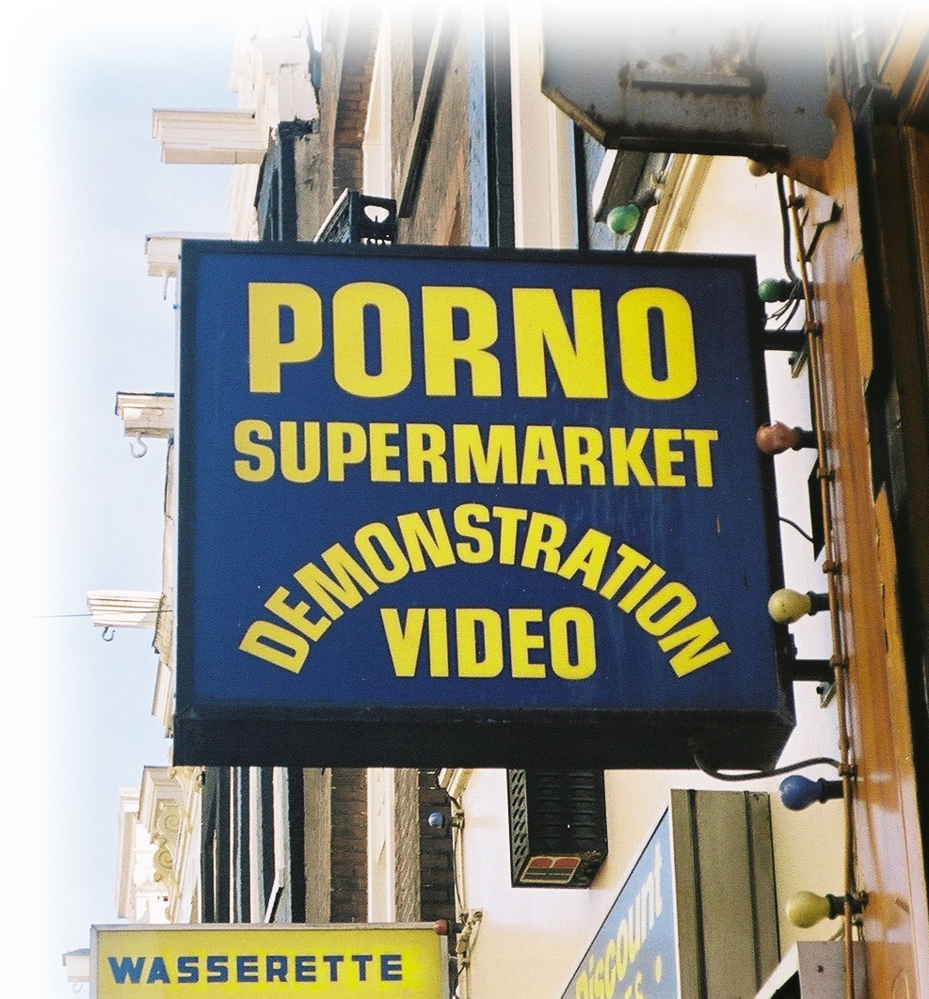 PORNO
SUPERMARKET
DEMONSTRATION
VIDEO
WASSERETTE
Discount